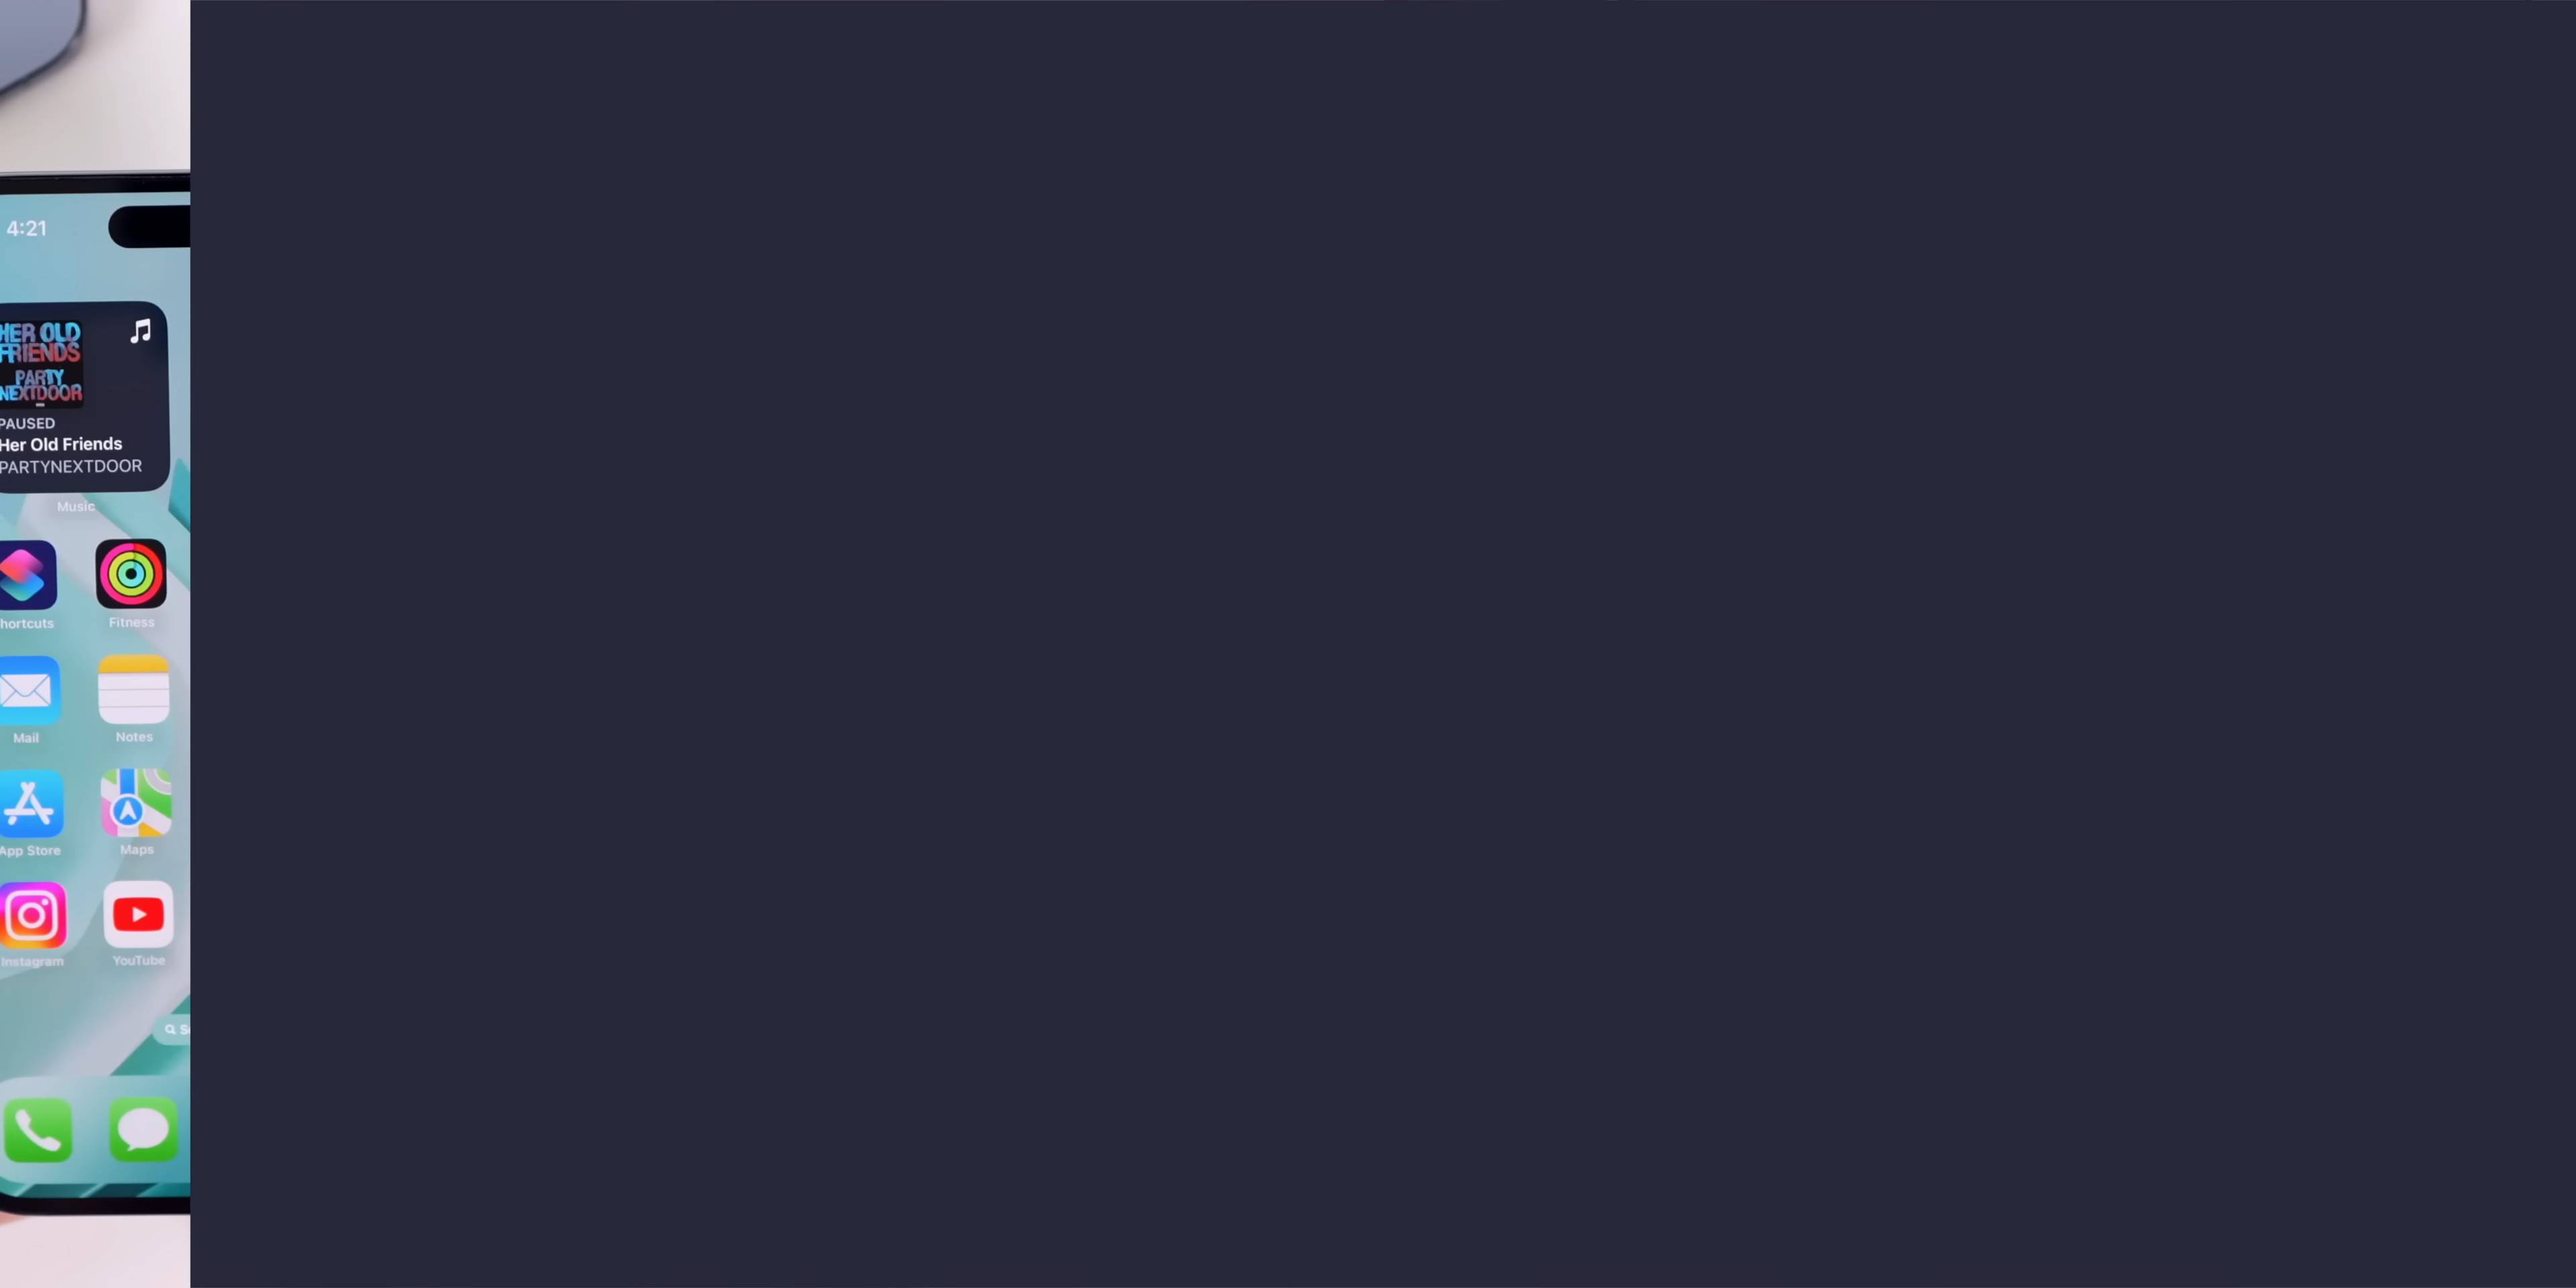 4:21
HER OLD
FRIENDS
PARTY
NEXTDOOR
PAUSED
Her Old Friends
PARTYNEXTDOOR
Music
hortcuts
Fitness
Mail
Notes
App Store
Maps
Instagram
YouTube